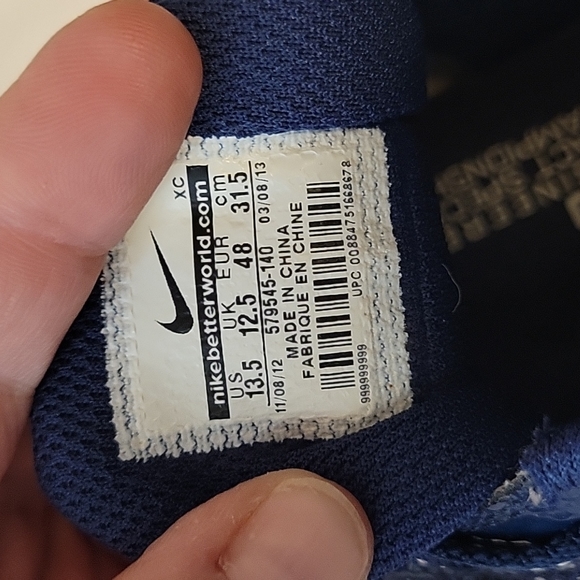 XC
nikebetterworld.com
US UK EUR cm
13.5 12.5 48 31.5
11/08/12 579545-140 03/08/13
MADE IN CHINA
FABRIQUE EN CHINE
UPC 00884751668678
9999999999